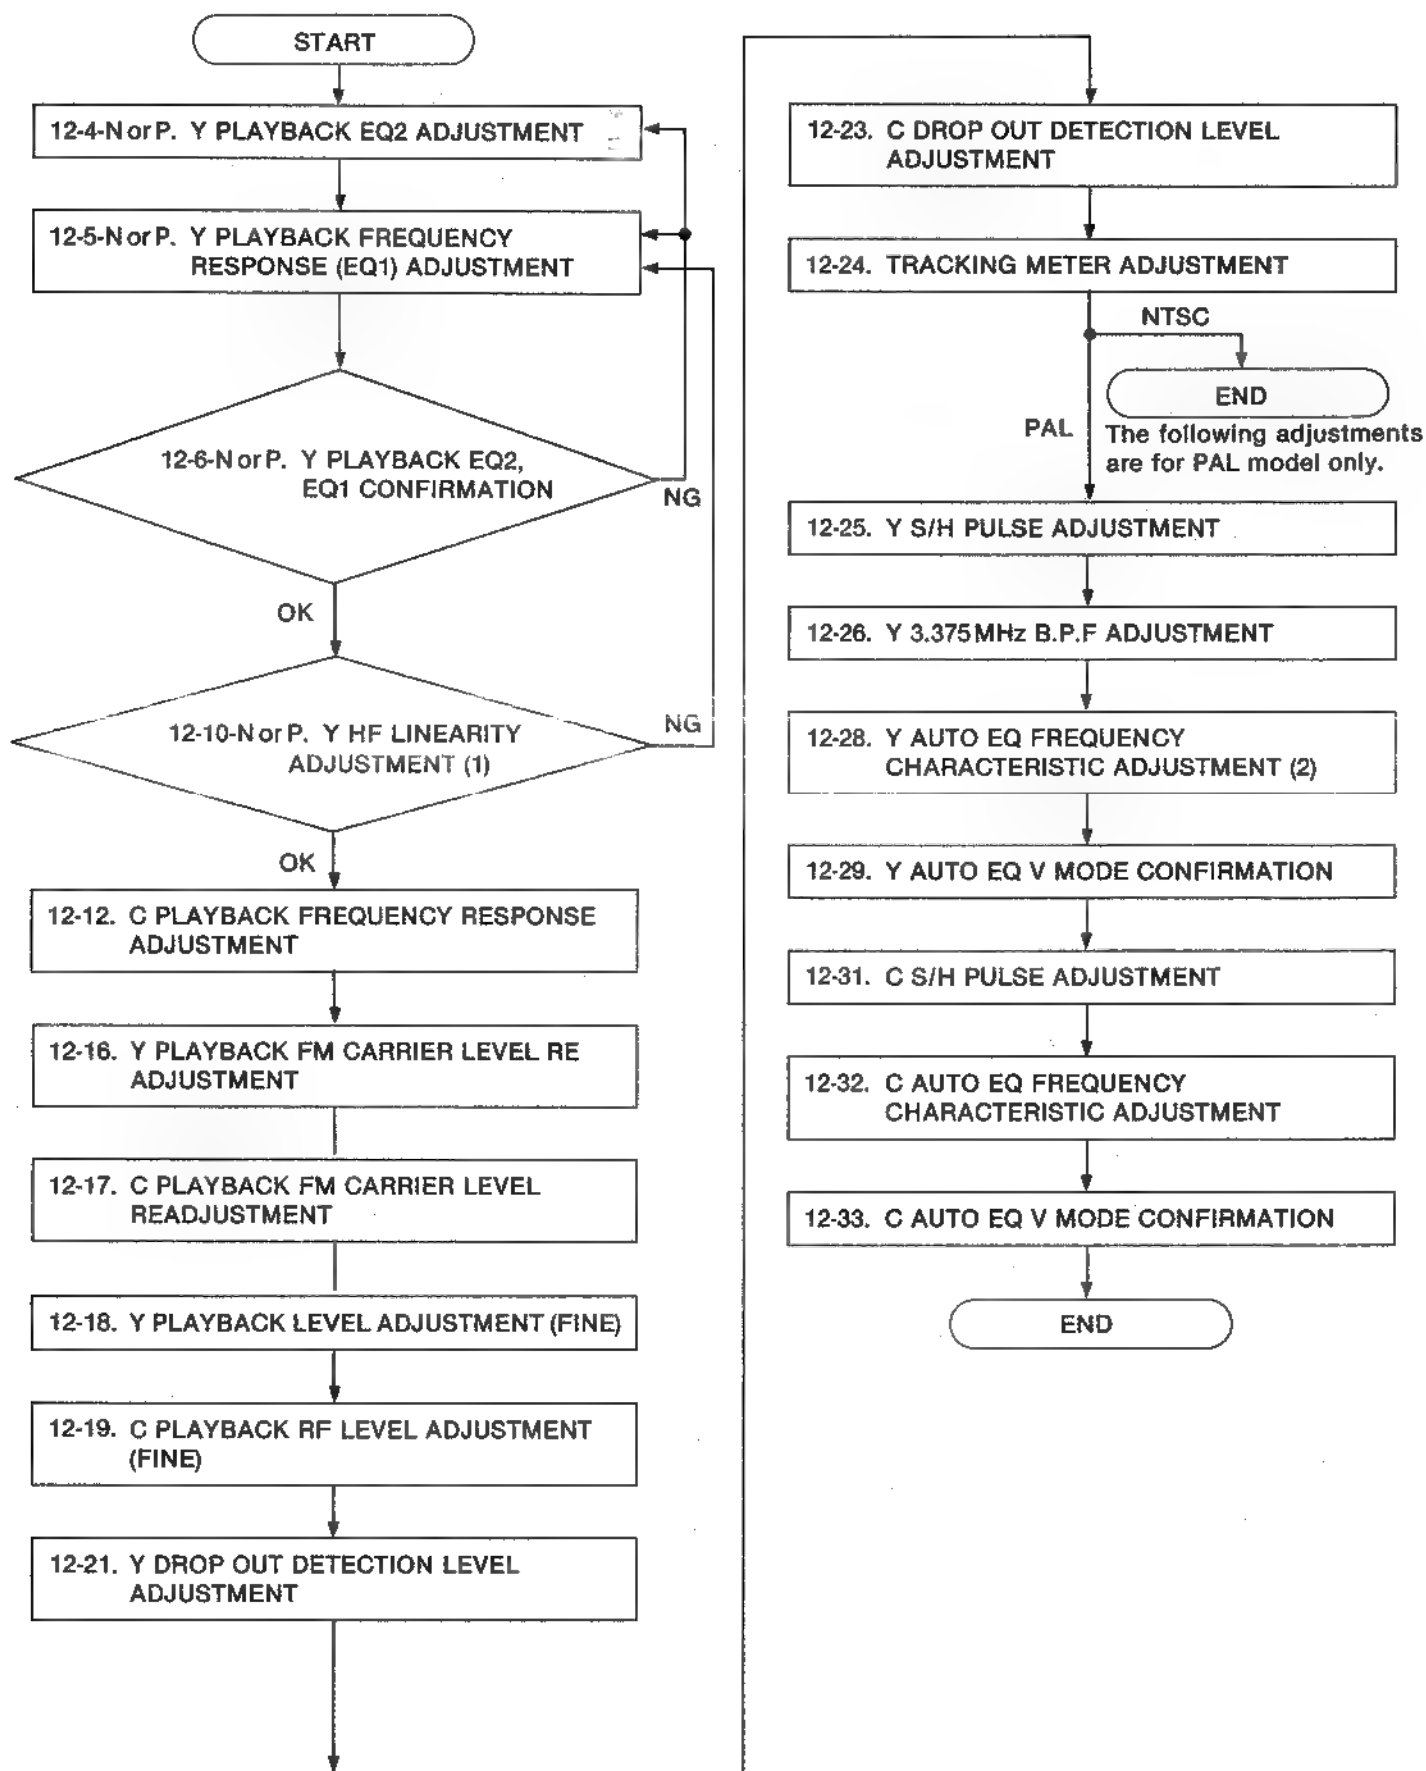 START
12-4-N or P. Y PLAYBACK EQ2 ADJUSTMENT
12-5-N or P. Y PLAYBACK FREQUENCY
RESPONSE (EQ1) ADJUSTMENT
12-6-N or P. Y PLAYBACK EQ2,
EQ1 CONFIRMATION
NG
OK
12-10-N or P. Y HF LINEARITY
ADJUSTMENT (1)
NG
OK
12-12. C PLAYBACK FREQUENCY RESPONSE
ADJUSTMENT
12-16. Y PLAYBACK FM CARRIER LEVEL RE
ADJUSTMENT
12-17. C PLAYBACK FM CARRIER LEVEL
READJUSTMENT
12-18. Y PLAYBACK LEVEL ADJUSTMENT (FINE)
12-19. C PLAYBACK RF LEVEL ADJUSTMENT
(FINE)
12-21. Y DROP OUT DETECTION LEVEL
ADJUSTMENT
12-23. C DROP OUT DETECTION LEVEL
ADJUSTMENT
12-24. TRACKING METER ADJUSTMENT
NTSC
END
PAL
The following adjustments
are for PAL model only.
12-25. Y S/H PULSE ADJUSTMENT
12-26. Y 3.375MHz B.P.F ADJUSTMENT
12-28. Y AUTO EQ FREQUENCY
CHARACTERISTIC ADJUSTMENT (2)
12-29. Y AUTO EQ V MODE CONFIRMATION
12-31. C S/H PULSE ADJUSTMENT
12-32. C AUTO EQ FREQUENCY
CHARACTERISTIC ADJUSTMENT
12-33. C AUTO EQ V MODE CONFIRMATION
END